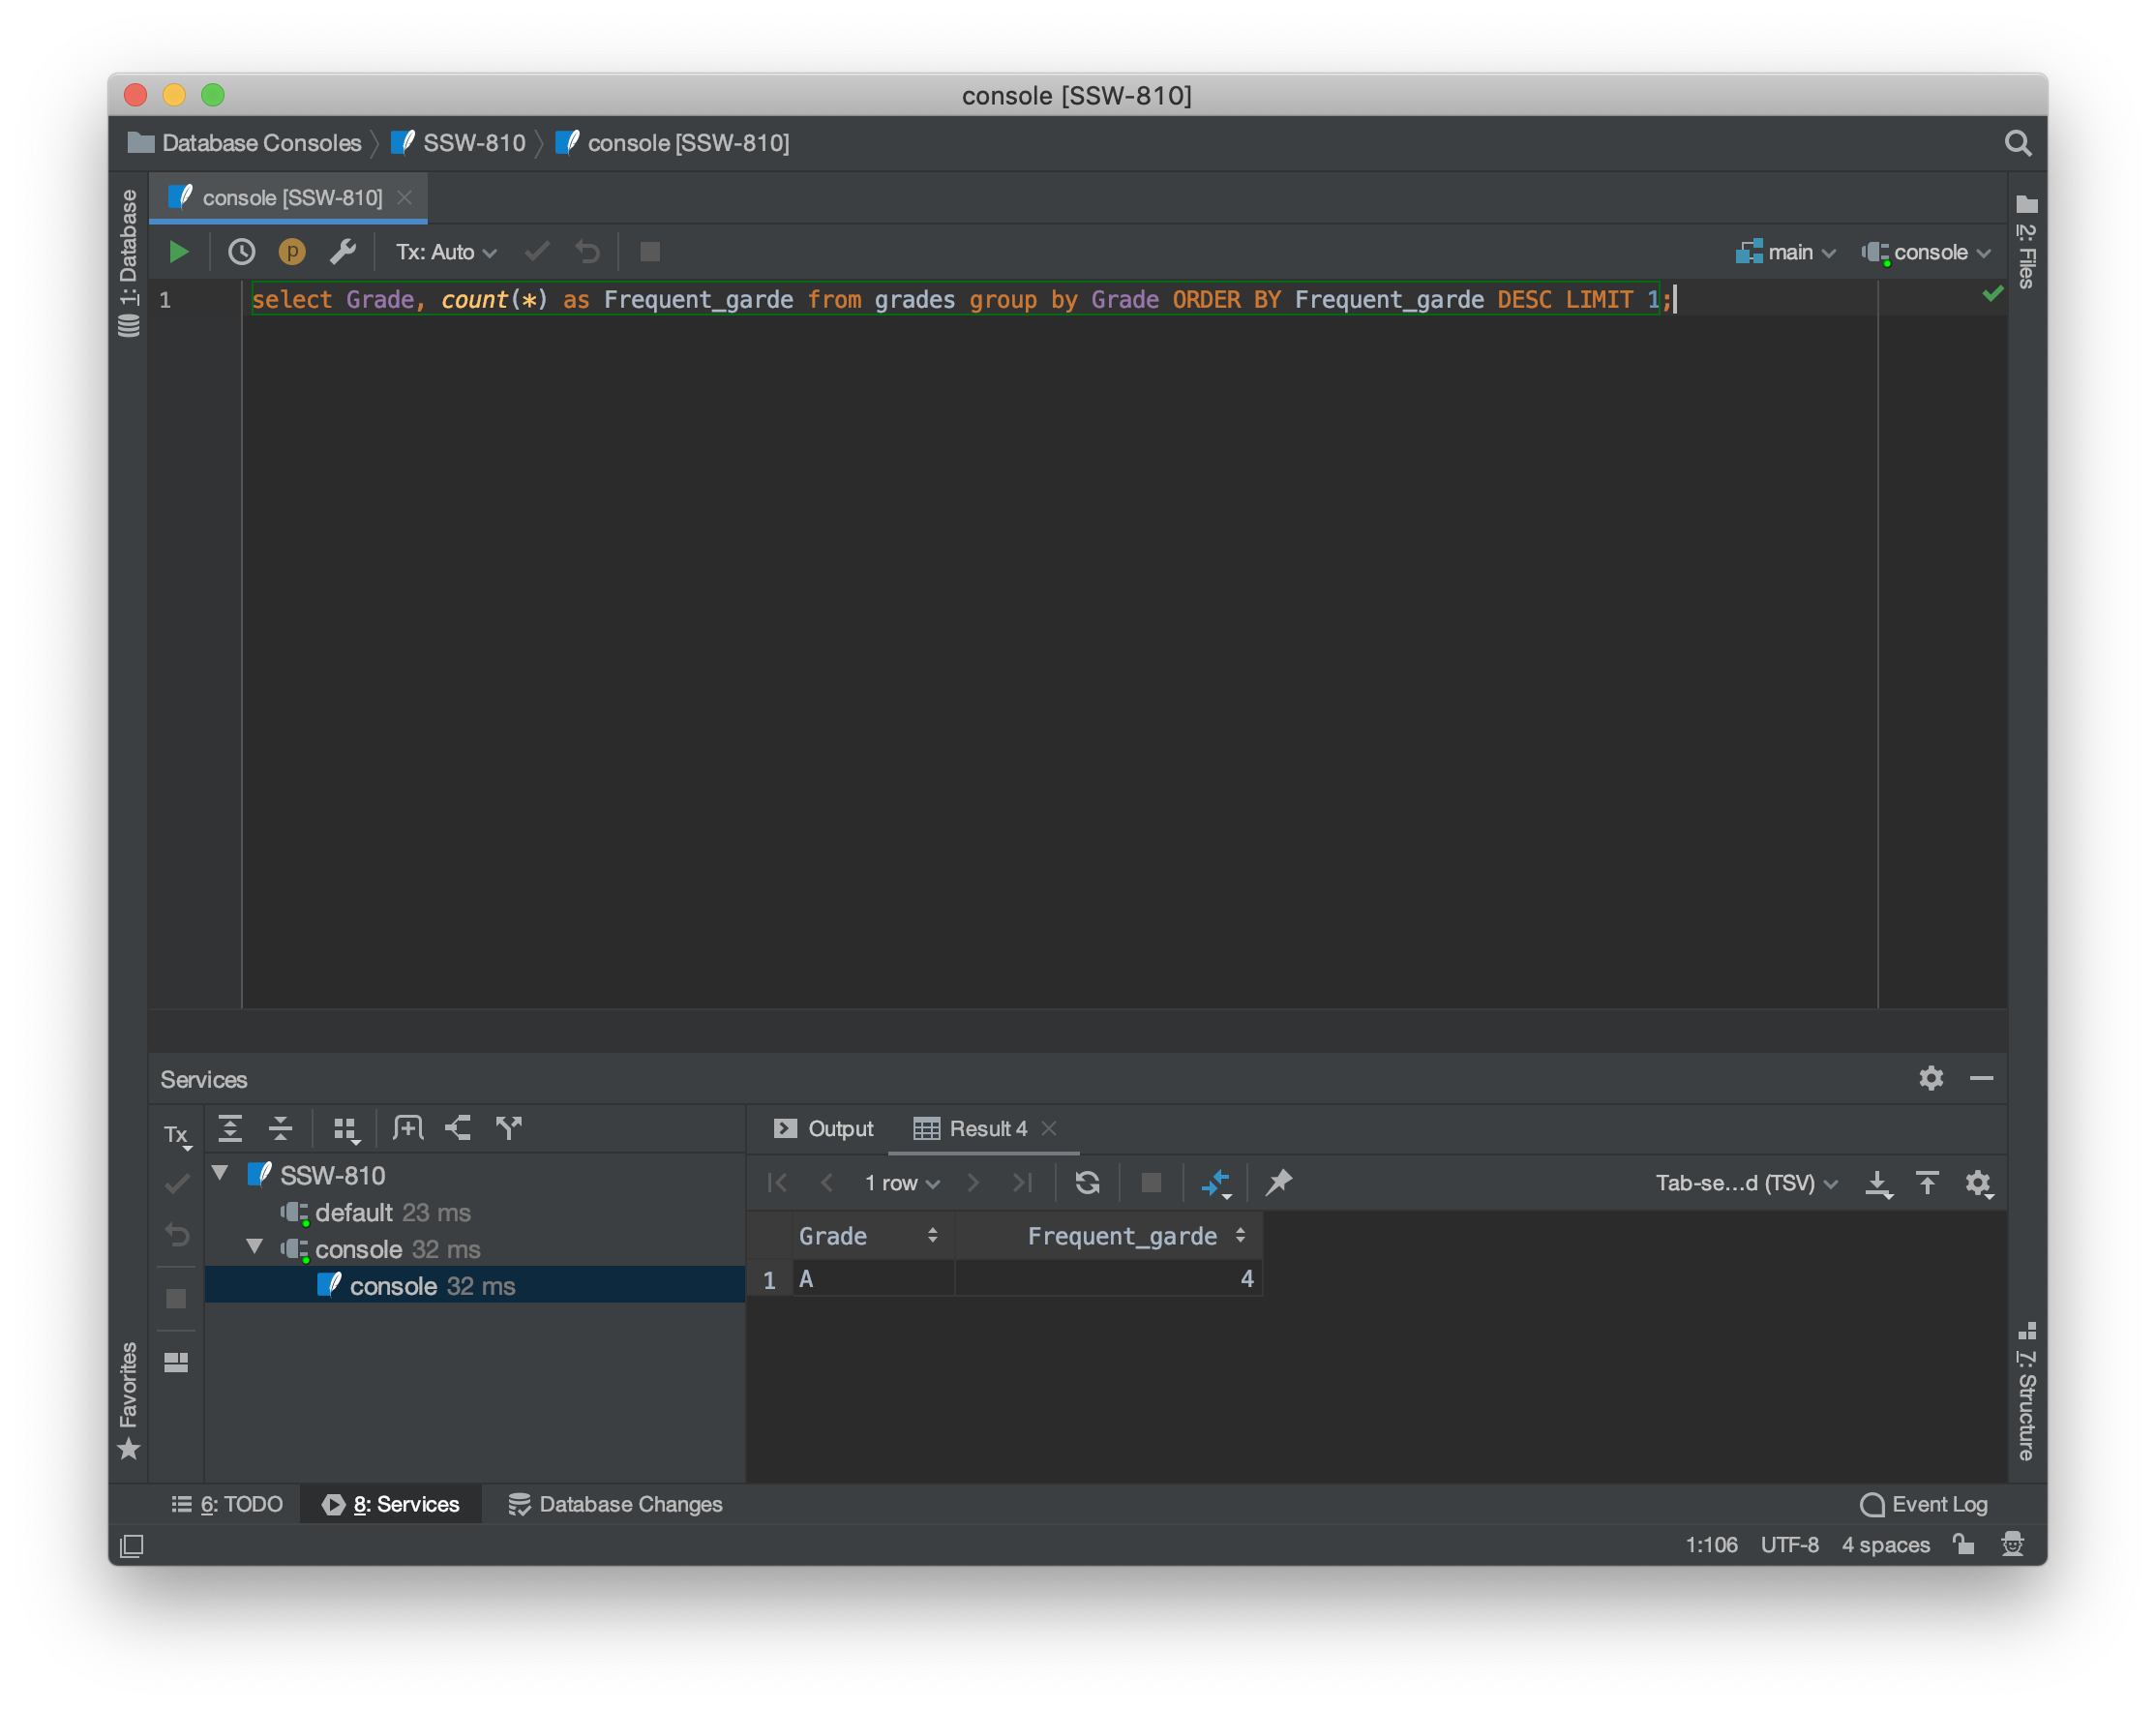 console [SSW-810]
Database Consoles SSW-810 console [SSW-810]
1: Database
console [SSW-810]
2: Files
p Tx: Auto main console
1 select Grade, count(*) as Frequent_garde from grades group by Grade ORDER BY Frequent_garde DESC LIMIT 1;
Services
Tx
Output Result 4
SSW-810
1 row Tab-se...d (TSV)
default 23 ms
console 32 ms
console 32 ms
Grade Frequent_garde
1 A 4
Favorites
7: Structure
6: TODO 8: Services Database Changes Event Log
1:106 UTF-8 4 spaces